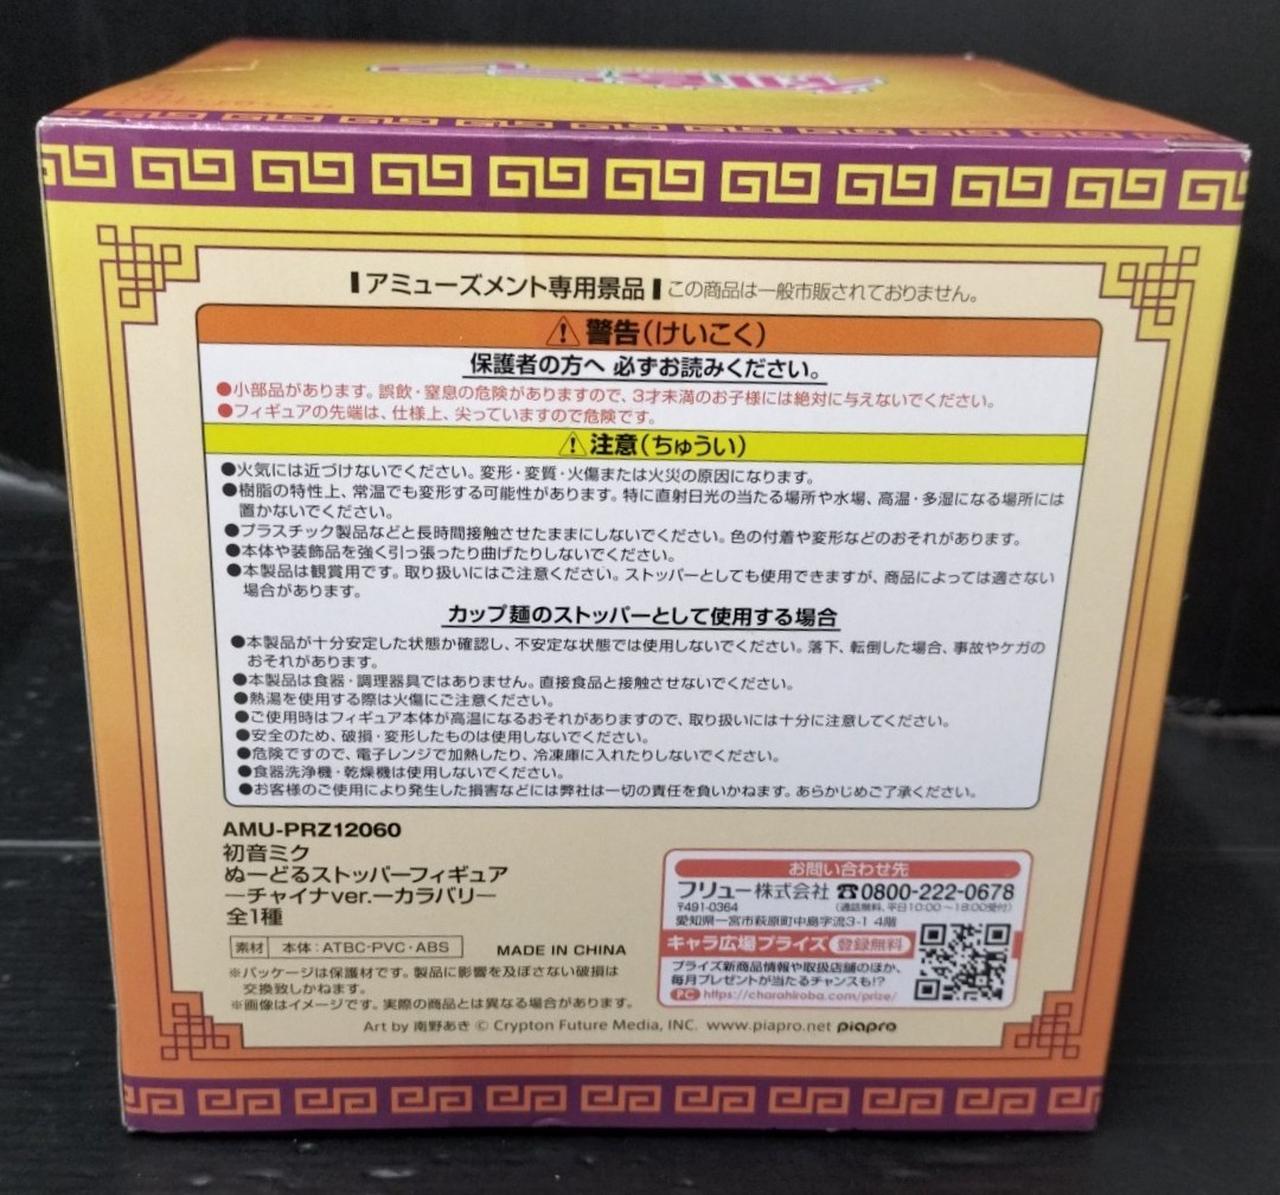 アミューズメント専用景品 この商品は一般市販されておりません。
警告(けいこく)
保護者の方へ 必ずお読みください。
●小部品があります。誤飲・窒息の危険がありますので、3才未満のお子様には絶対に与えないでください。
●フィギュアの先端は、仕様上、尖っていますので危険です。
注意(ちゅうい)
●火気には近づけないでください。変形・変質・火傷または火災の原因になります。
●樹脂の特性上、常温でも変形する可能性があります。特に直射日光の当たる場所や水場、高温・多湿になる場所には
置かないでください。
●プラスチック製品などと長時間接触させたままにしないでください。色の付着や変形などのおそれがあります。
●本体や装飾品を強く引っ張ったり曲げたりしないでください。
●本製品は観賞用です。取り扱いにはご注意ください。ストッパーとしても使用できますが、商品によっては適さない
場合があります。
カップ麺のストッパーとして使用する場合
●本製品が十分安定した状態か確認し、不安定な状態では使用しないでください。落下、転倒した場合、事故やケガの
おそれがあります。
●本製品は食器・調理器具ではありません。直接食品と接触させないでください。
●熱湯を使用する際は火傷にご注意ください。
●ご使用時はフィギュア本体が高温になるおそれがありますので、取り扱いには十分に注意してください。
●安全のため、破損・変形したものは使用しないでください。
●危険ですので、電子レンジで加熱したり、冷凍庫に入れたりしないでください。
●食器洗浄機・乾燥機は使用しないでください。
●お客様のご使用により発生した損害などには弊社は一切の責任を負いかねます。あらかじめご了承ください。
AMU-PRZ12060
初音ミク
ぬーどるストッパーフィギュア
―チャイナver.―カラバリ―
全1種
素材 本体:ATBC-PVC・ABS MADE IN CHINA
※パッケージは保護材です。製品に影響を及ぼさない破損は
交換致しかねます。
※画像はイメージです。実際の商品とは異なる場合があります。
お問い合わせ先
フリュー株式会社 ☎0800-222-0678
〒491-0364 (通話無料、平日10:00~18:00受付)
愛知県一宮市萩原町中島字流3-1 4階
キャラ広場プライズ 登録無料
プライズ新商品情報や取扱店舗のほか、
毎月プレゼントが当たるチャンスも!?
PC https://charahiroba.com/prize/
Art by 南野あき © Crypton Future Media, INC. www.piapro.net piapro